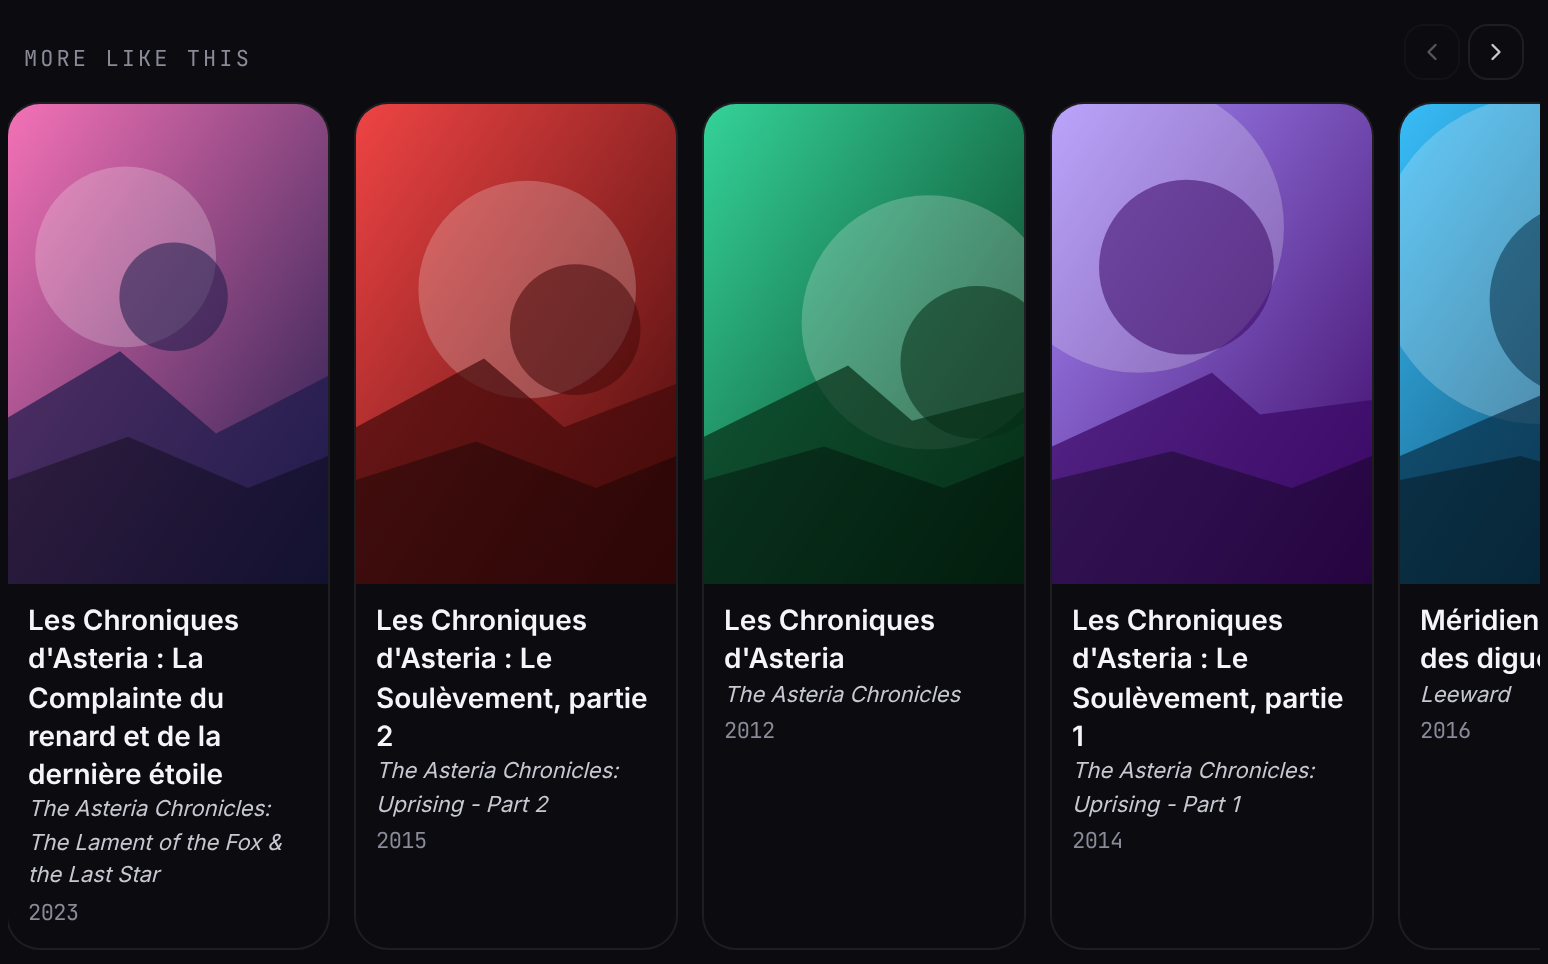 MORE LIKE THIS
Les Chroniques
d'Asteria : La
Complainte du
renard et de la
dernière étoile
The Asteria Chronicles:
The Lament of the Fox &
the Last Star
2023
Les Chroniques
d'Asteria : Le
Soulèvement, partie
2
The Asteria Chronicles:
Uprising - Part 2
2015
Les Chroniques
d'Asteria
The Asteria Chronicles
2012
Les Chroniques
d'Asteria : Le
Soulèvement, partie
1
The Asteria Chronicles:
Uprising - Part 1
2014
Méridien
des
Leeward
2016